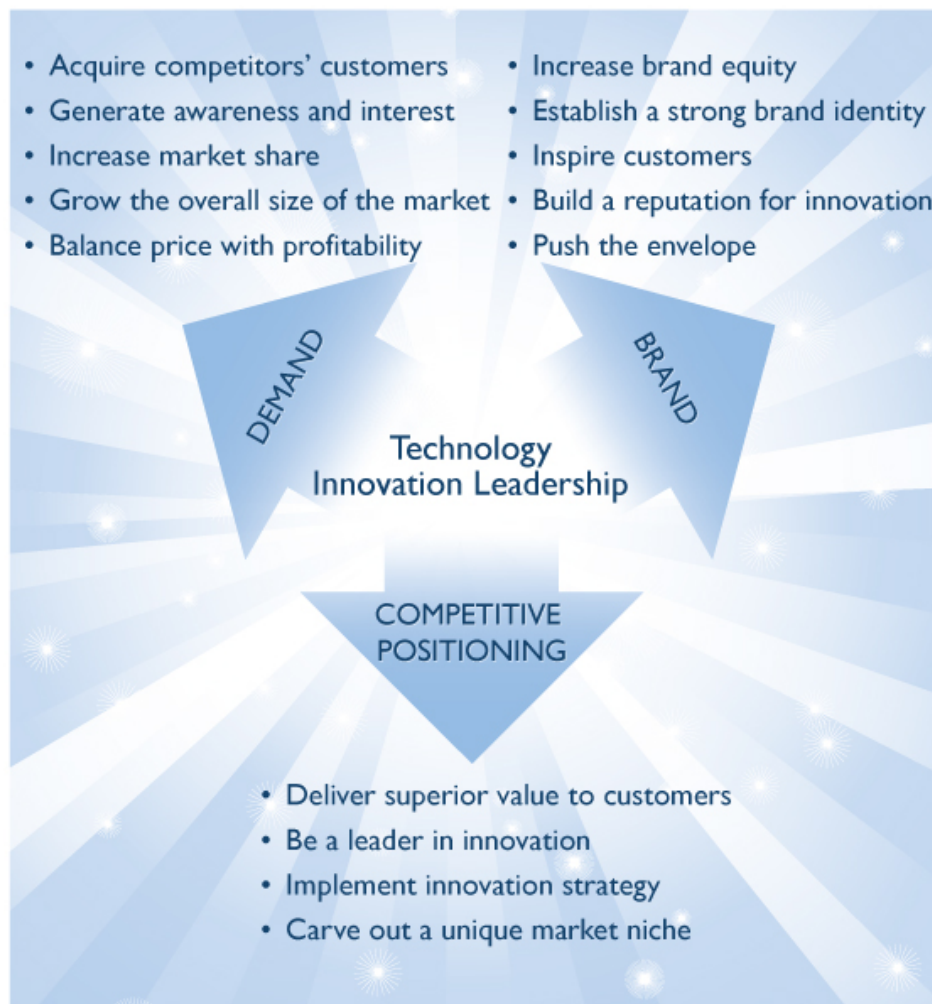 • Acquire competitors’ customers
• Generate awareness and interest
• Increase market share
• Grow the overall size of the market
• Balance price with profitability
• Increase brand equity
• Establish a strong brand identity
• Inspire customers
• Build a reputation for innovation
• Push the envelope
DEMAND
BRAND
Technology
Innovation Leadership
COMPETITIVE
POSITIONING
• Deliver superior value to customers
• Be a leader in innovation
• Implement innovation strategy
• Carve out a unique market niche